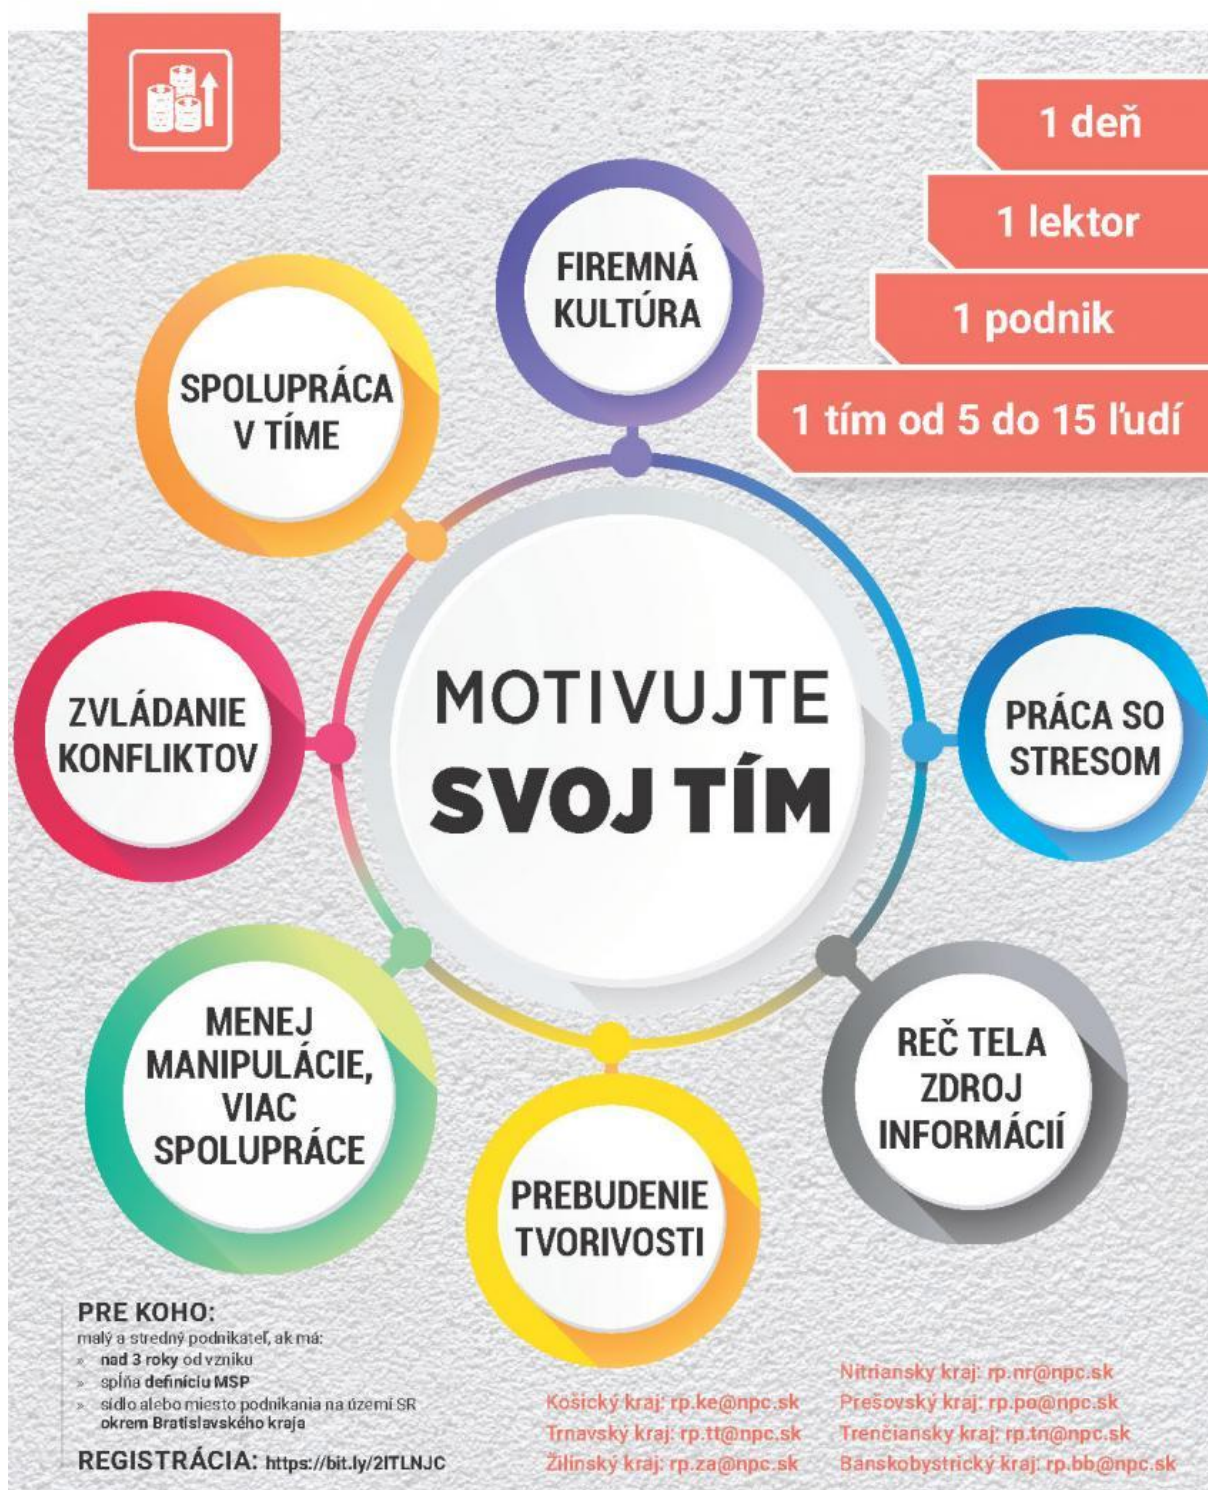 1 deň
1 lektor
1 podnik
1 tím od 5 do 15 ľudí
FIREMNÁ
KULTÚRA
SPOLUPRÁCA
V TÍME
ZVLÁDANIE
KONFLIKTOV
MOTIVUJTE
SVOJ TÍM
PRÁCA SO
STRESOM
MENEJ
MANIPULÁCIE,
VIAC
SPOLUPRÁCE
REČ TELA
ZDROJ
INFORMÁCIÍ
PREBUDENIE
TVORIVOSTI
PRE KOHO:
malý a stredný podnikateľ, ak má:
» nad 3 roky od vzniku
» spĺňa definíciu MSP
» sídlo alebo miesto podnikania na území SR
okrem Bratislavského kraja
REGISTRÁCIA: https://bit.ly/2ITLNJC
Košický kraj: rp.ke@npc.sk
Trnavský kraj: rp.tt@npc.sk
Žilinský kraj: rp.za@npc.sk
Nitriansky kraj: rp.nr@npc.sk
Prešovský kraj: rp.po@npc.sk
Trenčiansky kraj: rp.tn@npc.sk
Banskobystrický kraj: rp.bb@npc.sk